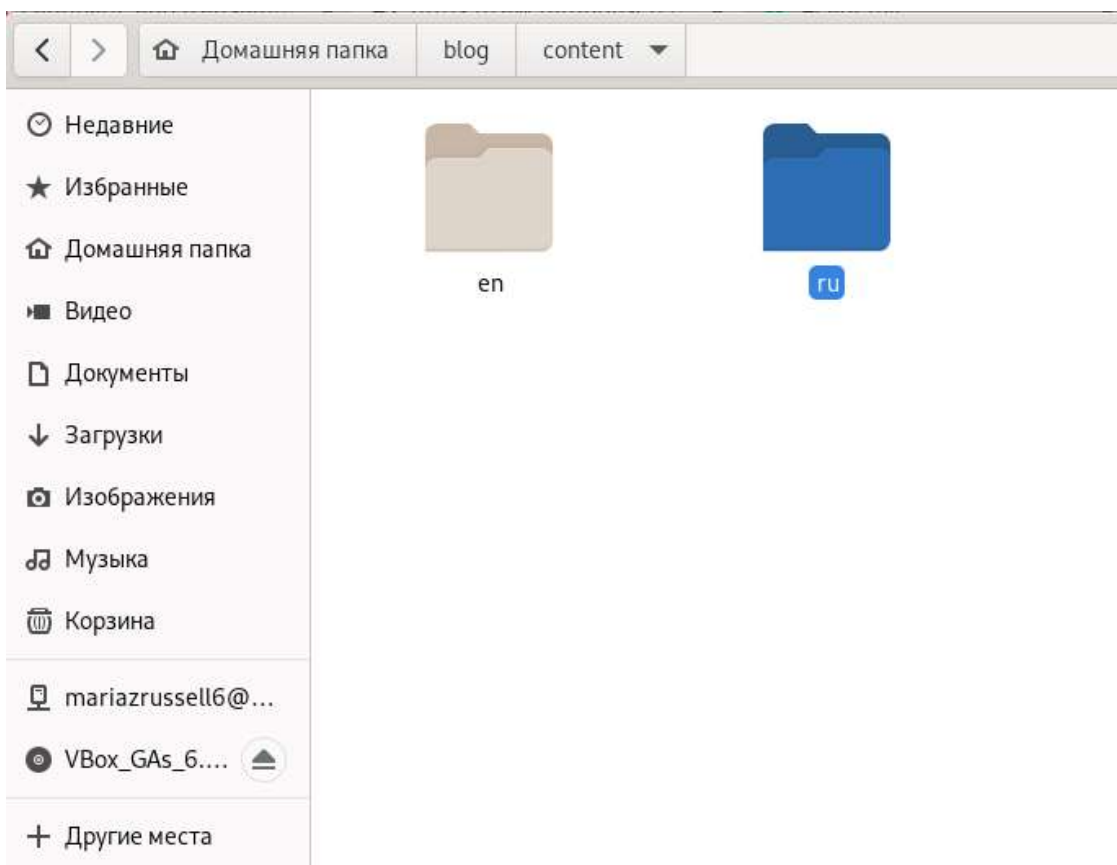 Домашняя папка blog content
Недавние
Избранные
Домашняя папка
Видео
Документы
Загрузки
Изображения
Музыка
Корзина
mariazrussell6@...
VBox_GAs_6....
Другие места
en
ru